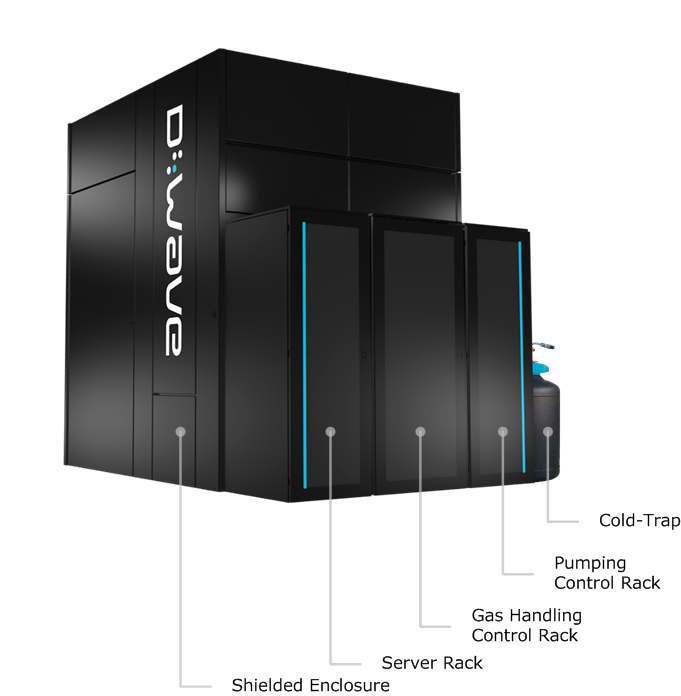 D:wave
Cold-Trap
Pumping
Control Rack
Gas Handling
Control Rack
Server Rack
Shielded Enclosure